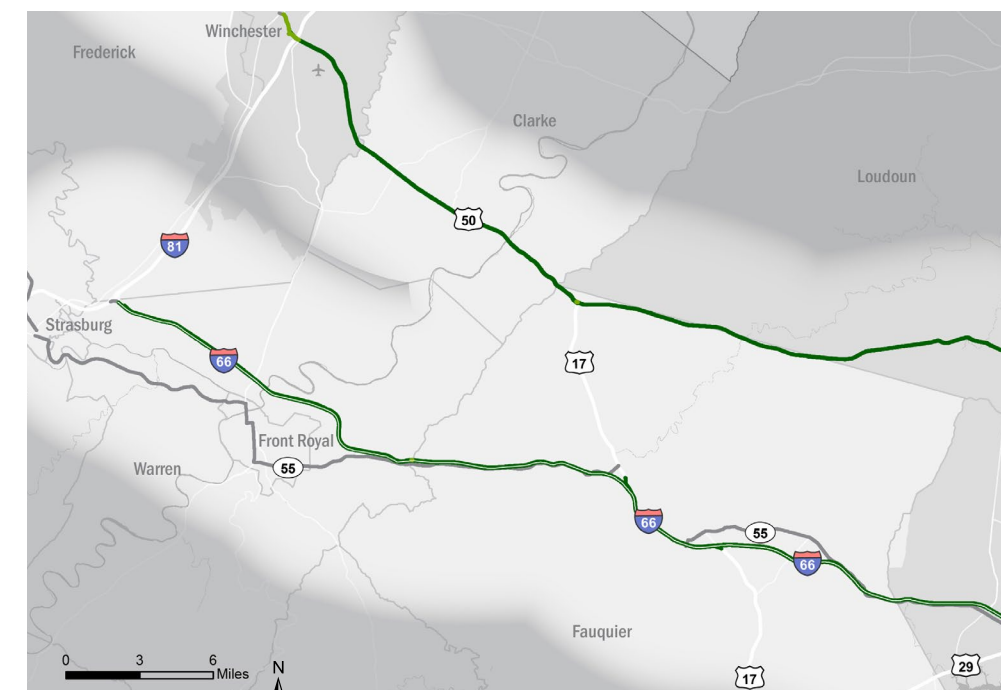 Winchester
Frederick
Clarke
Loudoun
50
81
Strasburg
66
17
Front Royal
55
Warren
66
55
66
Fauquier
0 3 6
Miles
N
29
17